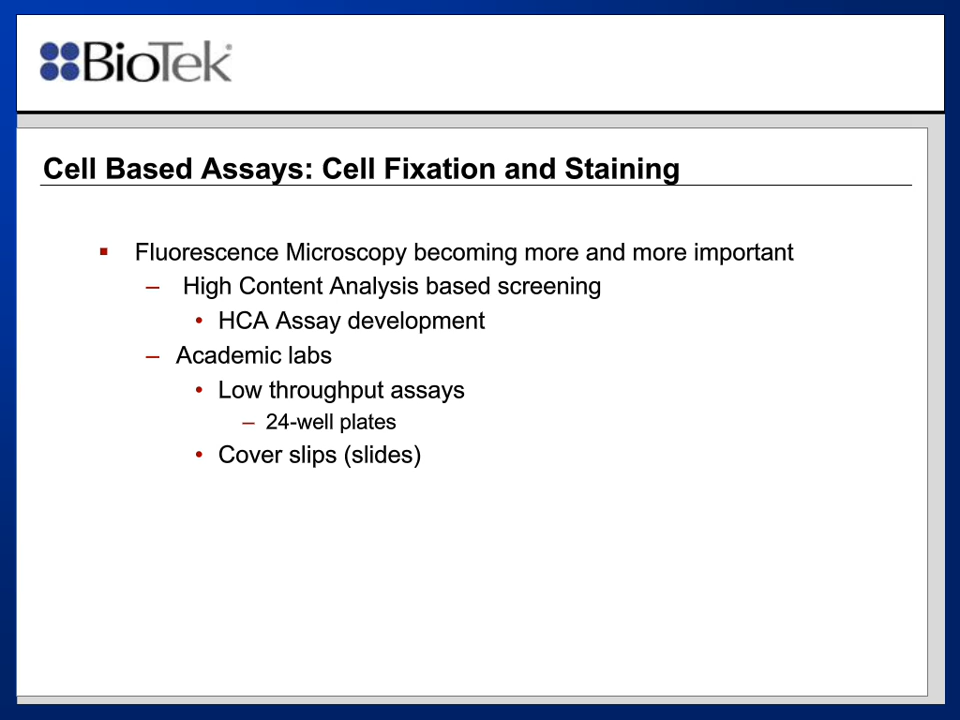 BioTek
Cell Based Assays: Cell Fixation and Staining
▪ Fluorescence Microscopy becoming more and more important
– High Content Analysis based screening
• HCA Assay development
– Academic labs
• Low throughput assays
– 24-well plates
• Cover slips (slides)